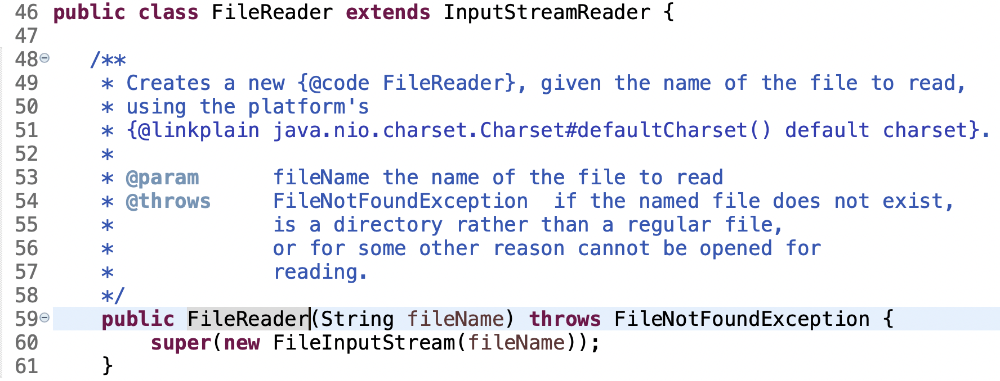 46 public class FileReader extends InputStreamReader {
47
48 /**
49 * Creates a new {@code FileReader}, given the name of the file to read,
50 * using the platform's
51 * {@linkplain java.nio.charset.Charset#defaultCharset() default charset}.
52 *
53 * @param fileName the name of the file to read
54 * @throws FileNotFoundException  if the named file does not exist,
55 * is a directory rather than a regular file,
56 * or for some other reason cannot be opened for
57 * reading.
58 */
59 public FileReader(String fileName) throws FileNotFoundException {
60 super(new FileInputStream(fileName));
61 }